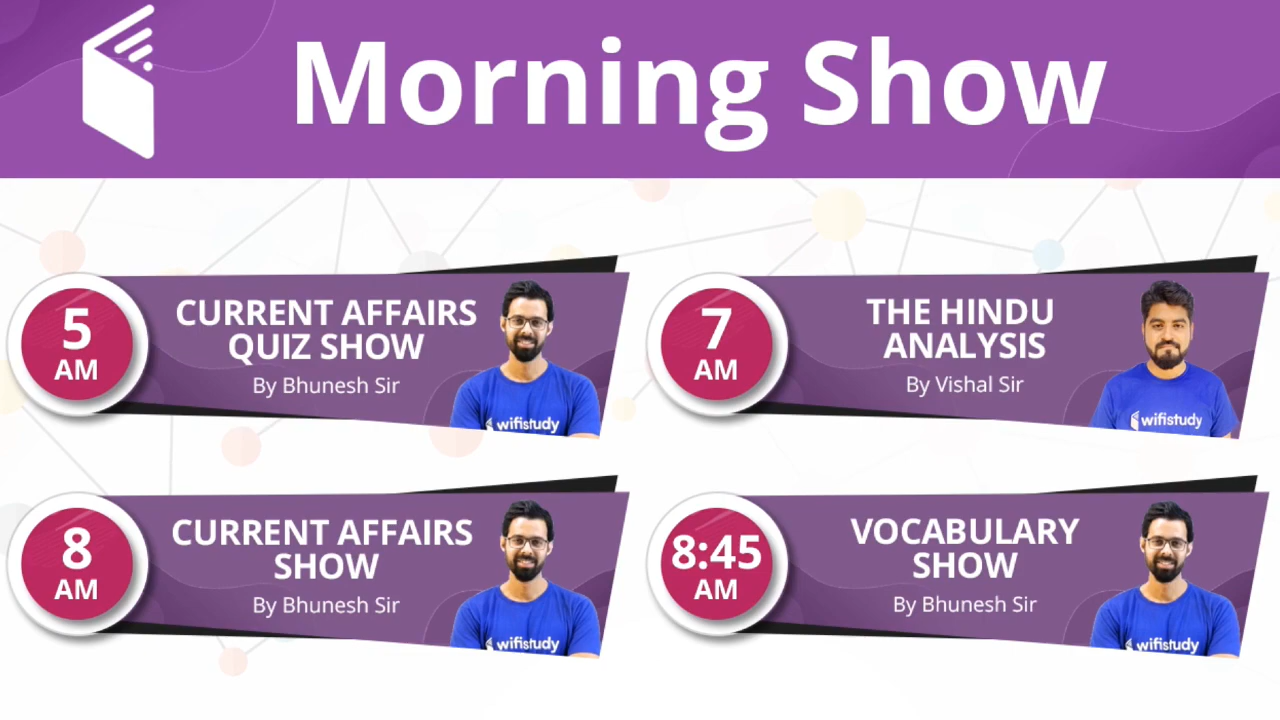 Morning Show
5
AM
CURRENT AFFAIRS
QUIZ SHOW
By Bhunesh Sir
wifistudy
7
AM
THE HINDU
ANALYSIS
By Vishal Sir
wifistudy
8
AM
CURRENT AFFAIRS
SHOW
By Bhunesh Sir
wifistudy
8:45
AM
VOCABULARY
SHOW
By Bhunesh Sir
wifistudy